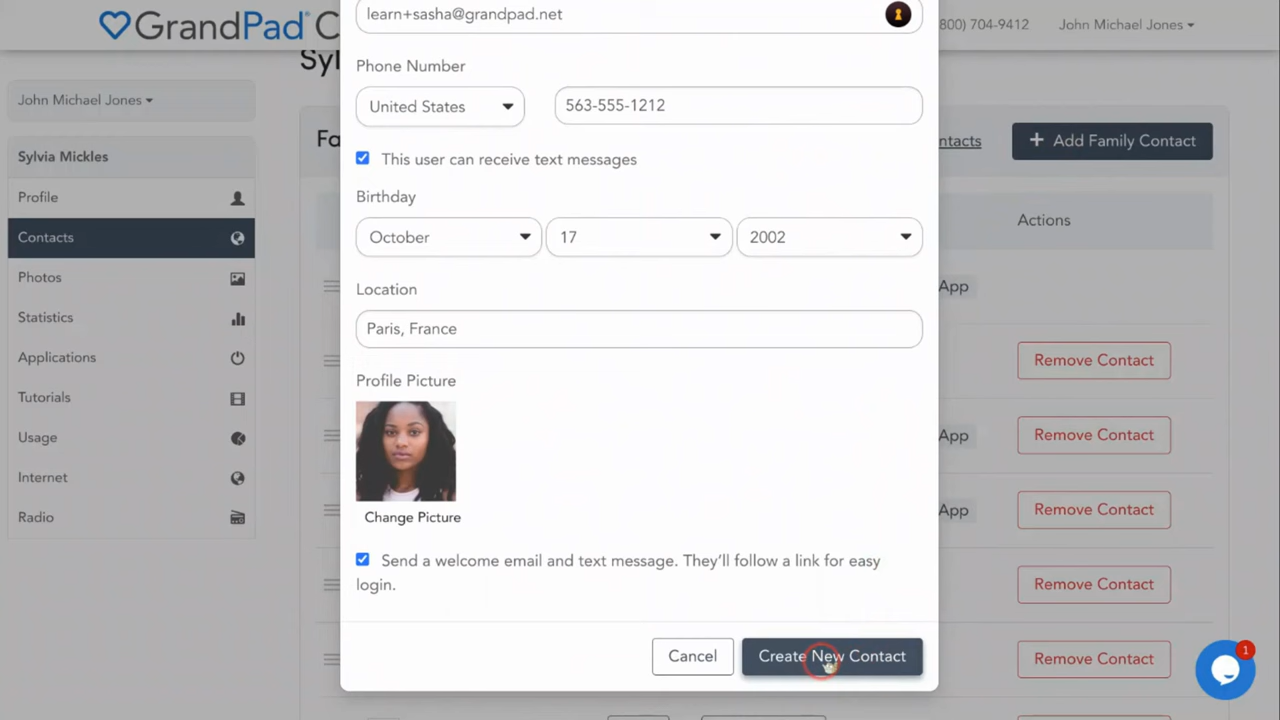 learn+sasha@grandpad.net
GrandPad® C
800) 704-9412
John Michael Jones
Syl
Phone Number
John Michael Jones
United States
563-555-1212
Fa
ntacts
+ Add Family Contact
Sylvia Mickles
This user can receive text messages
Profile
Birthday
Actions
Contacts
October
17
2002
Photos
App
Location
Statistics
Paris, France
Applications
Remove Contact
Profile Picture
Tutorials
Usage
App
Remove Contact
Internet
App
Remove Contact
Radio
Change Picture
Send a welcome email and text message. They'll follow a link for easy
login.
Remove Contact
Cancel
Create New Contact
Remove Contact
1